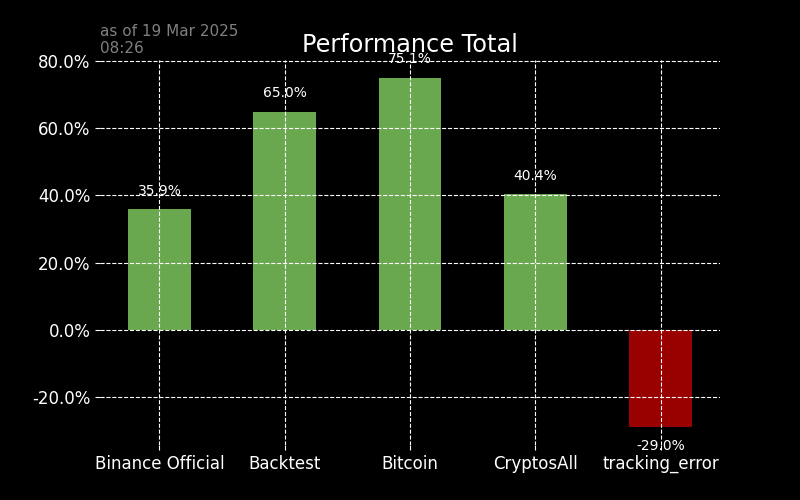 as of 19 Mar 2025
08:26
Performance Total
80.0%
60.0%
40.0%
20.0%
0.0%
-20.0%
35.9%
65.0%
75.1%
40.4%
-29.0%
Binance Official
Backtest
Bitcoin
CryptosAll
tracking_error